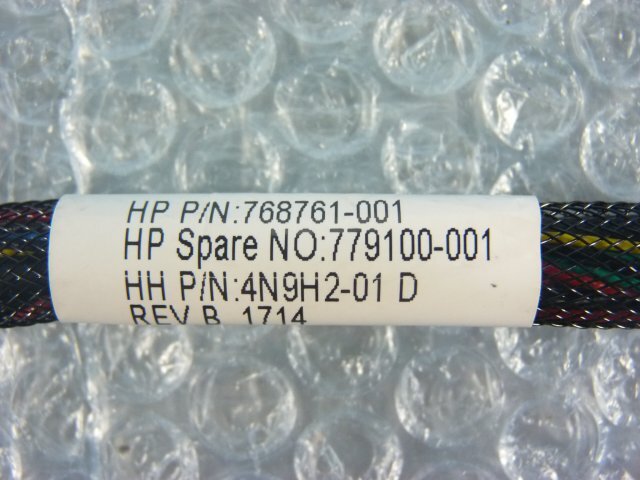 HP P/N:768761-001
HP Spare NO:779100-001
HH P/N:4N9H2-01 D
REV B 1714